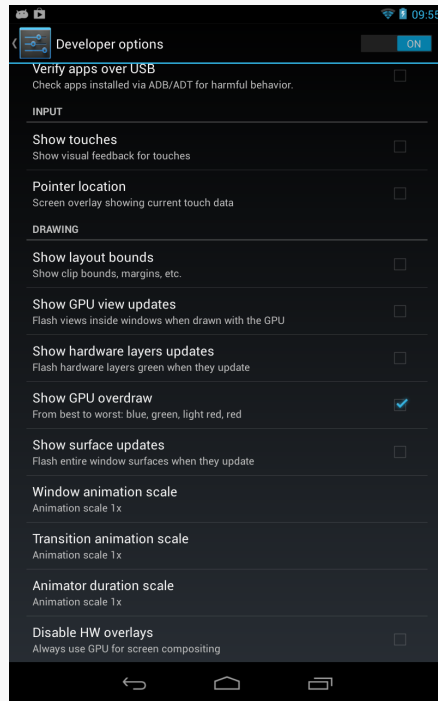 09:55
Developer options
ON
Verify apps over USB
Check apps installed via ADB/ADT for harmful behavior.
INPUT
Show touches
Show visual feedback for touches
Pointer location
Screen overlay showing current touch data
DRAWING
Show layout bounds
Show clip bounds, margins, etc.
Show GPU view updates
Flash views inside windows when drawn with the GPU
Show hardware layers updates
Flash hardware layers green when they update
Show GPU overdraw
From best to worst: blue, green, light red, red
Show surface updates
Flash entire window surfaces when they update
Window animation scale
Animation scale 1x
Transition animation scale
Animation scale 1x
Animator duration scale
Animation scale 1x
Disable HW overlays
Always use GPU for screen compositing